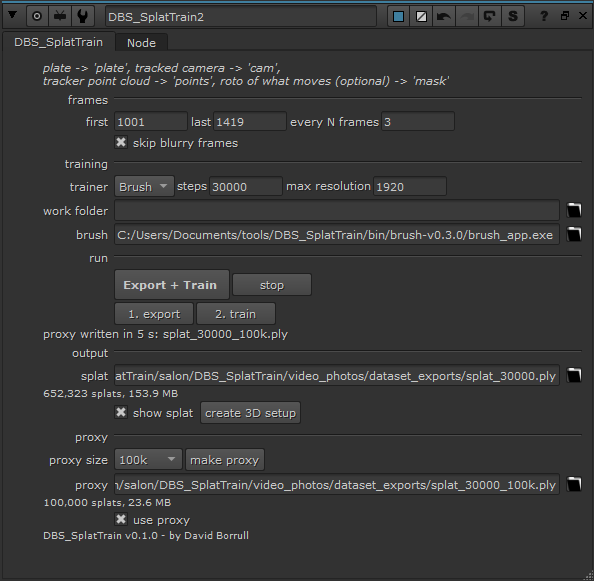 DBS_SplatTrain2
S ?
DBS_SplatTrain Node
plate -> 'plate', tracked camera -> 'cam',
tracker point cloud -> 'points', roto of what moves (optional) -> 'mask'
frames
first 1001 last 1419 every N frames 3
skip blurry frames
training
trainer Brush steps 30000 max resolution 1920
work folder
brush C:/Users/Documents/tools/DBS_SplatTrain/bin/brush-v0.3.0/brush_app.exe
run
Export + Train stop
1. export 2. train
proxy written in 5 s: splat_30000_100k.ply
output
splat atTrain/salon/DBS_SplatTrain/video_photos/dataset_exports/splat_30000.ply
652,323 splats, 153.9 MB
show splat create 3D setup
proxy
proxy size 100k make proxy
proxy n/salon/DBS_SplatTrain/video_photos/dataset_exports/splat_30000_100k.ply
100,000 splats, 23.6 MB
use proxy
DBS_SplatTrain v0.1.0 - by David Borrull